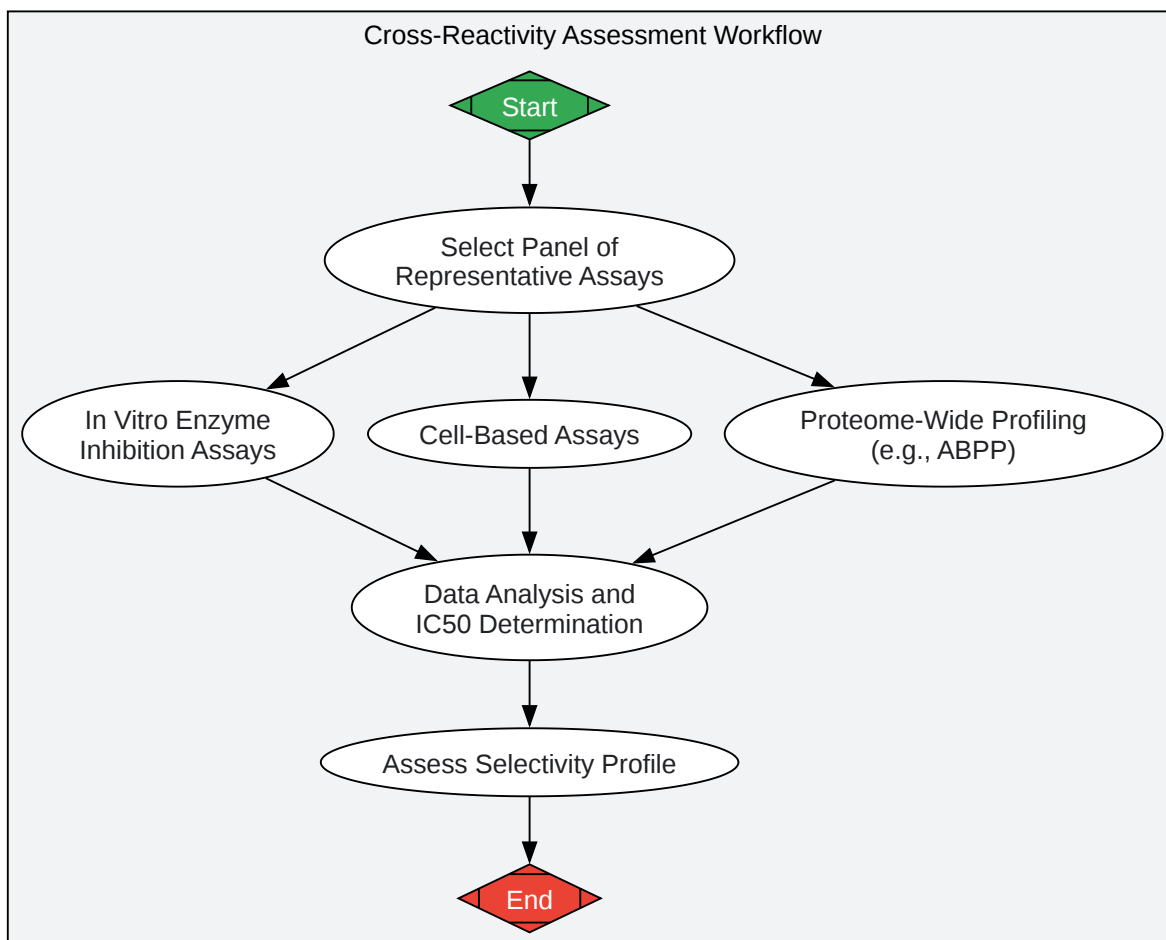 Cross-Reactivity Assessment Workflow
Start
Select Panel of
Representative Assays
In Vitro Enzyme
Inhibition Assays
Cell-Based Assays
Proteome-Wide Profiling
(e.g., ABPP)
Data Analysis and
IC50 Determination
Assess Selectivity Profile
End